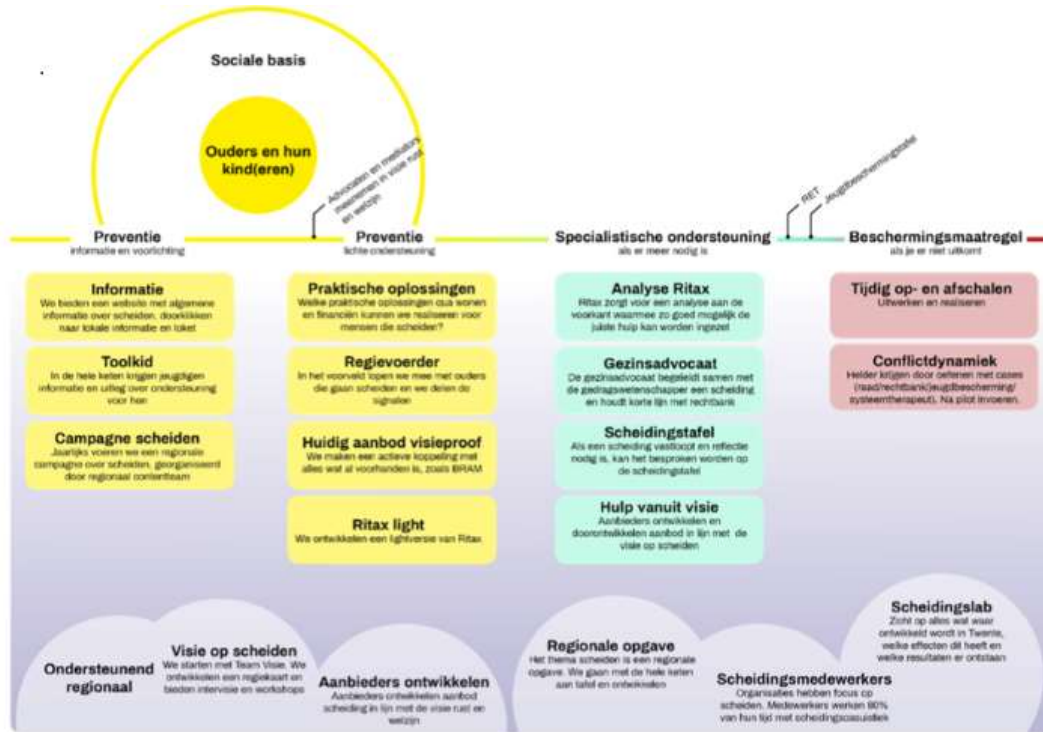 Sociale basis
Ouders en hun
kind(eren)
Advocaten en mediators
meenemen in visie rust
en welzijn
RET
Jeugdbeschermingstafel
Preventie
informatie en voorlichting
Preventie
lichte ondersteuning
Specialistische ondersteuning
als er meer nodig is
Beschermingsmaatregel
als je er niet uitkomt
Informatie
We bieden een website met algemene
informatie over scheiden, doorklikken
naar lokale informatie en loket
Toolkid
In de hele keten krijgen jeugdigen
informatie en uitleg over ondersteuning
voor hen
Campagne scheiden
Jaarlijks voeren we een regionale
campagne over scheiden, georganiseerd
door regionaal contentteam
Praktische oplossingen
Welke praktische oplossingen qua wonen
en financiën kunnen we realiseren voor
mensen die scheiden?
Regievoerder
In het voorveld lopen we mee met ouders
die gaan scheiden en we delen de
signalen
Huidig aanbod visieproof
We maken een actieve koppeling met
alles wat al voorhanden is, zoals BRAM
Ritax light
We ontwikkelen een lightversie van Ritax
Analyse Ritax
Ritax zorgt voor een analyse aan de
voorkant waarmee zo goed mogelijk de
juiste hulp kan worden ingezet
Gezinsadvocaat
De gezinsadvocaat begeleidt samen met
de gedragswetenschapper een scheiding
en houdt korte lijn met rechtbank
Scheidingstafel
Als een scheiding vastloopt en reflectie
nodig is, kan het besproken worden op
de scheidingstafel
Hulp vanuit visie
Aanbieders ontwikkelen en
doorontwikkelen aanbod in lijn met de
visie op scheiden
Tijdig op- en afschalen
Uitwerken en realiseren
Conflictdynamiek
Helder krijgen door oefenen met cases
(raad/rechtbank/jeugdbescherming/
systeemtherapeut). Na pilot invoeren.
Ondersteunend
regionaal
Visie op scheiden
We starten met Team Visie. We
ontwikkelen een regiekaart en
bieden intervisie en workshops
Aanbieders ontwikkelen
Aanbieders ontwikkelen aanbod
scheiding in lijn met de visie rust en
welzijn
Regionale opgave
Het thema scheiden is een regionale
opgave. We gaan met de hele keten
aan tafel en ontwikkelen
Scheidingsmedewerkers
Organisaties hebben focus op
scheiden. Medewerkers werken 80%
van hun tijd met scheidingscasuïstiek
Scheidingslab
Zicht op alles wat waar
ontwikkeld wordt in Twente,
welke effecten dit heeft en
welke resultaten er ontstaan